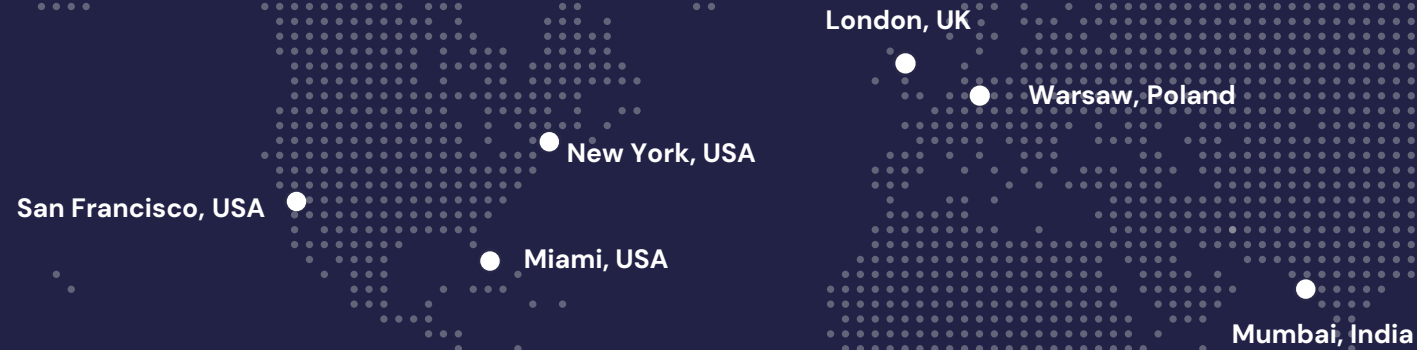 London, UK
Warsaw, Poland
New York, USA
San Francisco, USA
Miami, USA
Mumbai, India